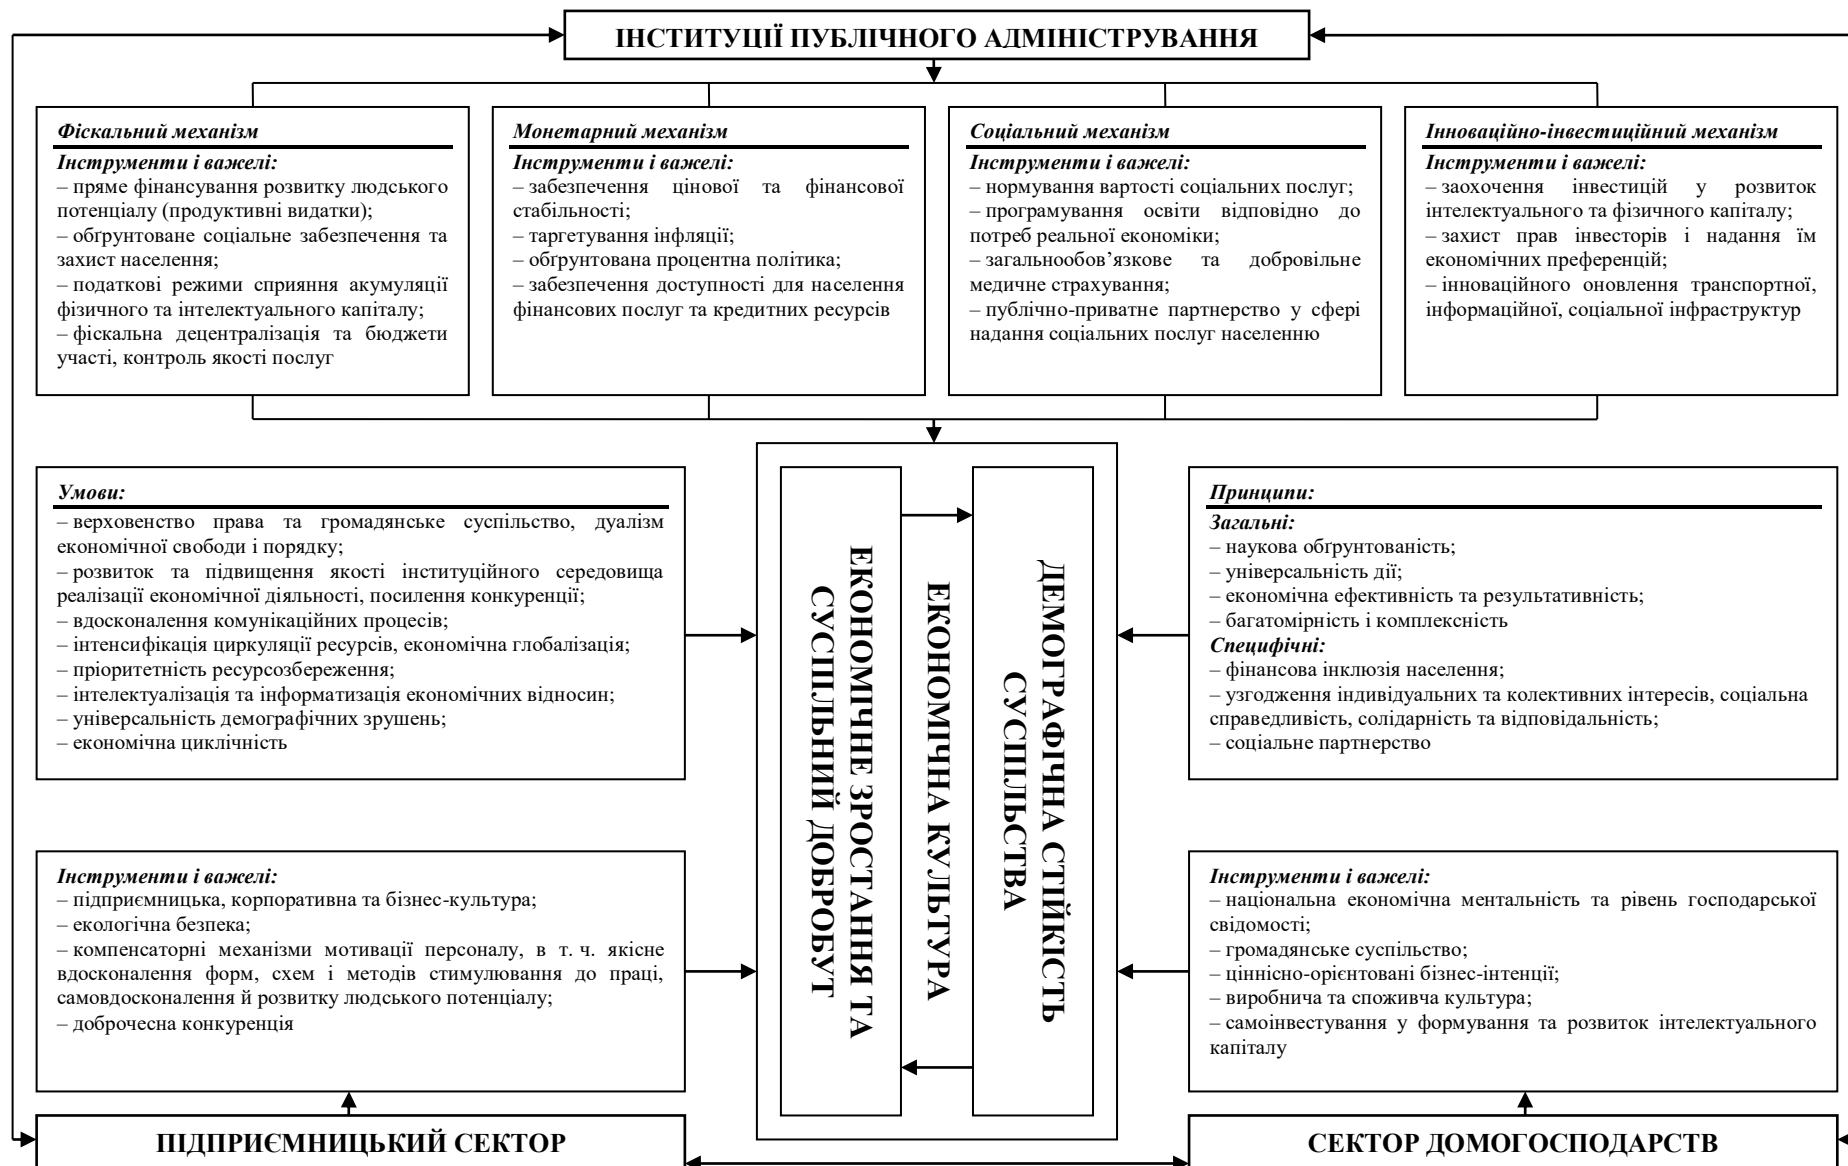 ІНСТИТУЦІЇ ПУБЛІЧНОГО АДМІНІСТРУВАННЯ
Фіскальний механізм
Інструменти і важелі:
– пряме фінансування розвитку людського
потенціалу (продуктивні видатки);
– обґрунтоване соціальне забезпечення та
захист населення;
– податкові режими сприяння акумуляції
фізичного та інтелектуального капіталу;
– фіскальна децентралізація та бюджети
участі, контроль якості послуг
Монетарний механізм
Інструменти і важелі:
– забезпечення цінової та фінансової
стабільності;
– таргетування інфляції;
– обґрунтована процентна політика;
– забезпечення доступності для населення
фінансових послуг та кредитних ресурсів
Соціальний механізм
Інструменти і важелі:
– нормування вартості соціальних послуг;
– програмування освіти відповідно до
потреб реальної економіки;
– загальнообов’язкове та добровільне
медичне страхування;
– публічно-приватне партнерство у сфері
надання соціальних послуг населенню
Інноваційно-інвестиційний механізм
Інструменти і важелі:
– заохочення інвестицій у розвиток
інтелектуального та фізичного капіталу;
– захист прав інвесторів і надання їм
економічних преференцій;
– інноваційного оновлення транспортної,
інформаційної, соціальної інфраструктур
Умови:
– верховенство права та громадянське суспільство, дуалізм
економічної свободи і порядку;
– розвиток та підвищення якості інституційного середовища
реалізації економічної діяльності, посилення конкуренції;
– вдосконалення комунікаційних процесів;
– інтенсифікація циркуляції ресурсів, економічна глобалізація;
– пріоритетність ресурсозбереження;
– інтелектуалізація та інформатизація економічних відносин;
– універсальність демографічних зрушень;
– економічна циклічність
ЕКОНОМІЧНЕ ЗРОСТАННЯ ТА
СУСПІЛЬНИЙ ДОБРОБУТ
ЕКОНОМІЧНА КУЛЬТУРА
ДЕМОГРАФІЧНА СТІЙКІСТЬ
СУСПІЛЬСТВА
Принципи:
Загальні:
– наукова обґрунтованість;
– універсальність дії;
– економічна ефективність та результативність;
– багатомірність і комплексність
Специфічні:
– фінансова інклюзія населення;
– узгодження індивідуальних та колективних інтересів, соціальна
справедливість, солідарність та відповідальність;
– соціальне партнерство
Інструменти і важелі:
– підприємницька, корпоративна та бізнес-культура;
– екологічна безпека;
– компенсаторні механізми мотивації персоналу, в т. ч. якісне
вдосконалення форм, схем і методів стимулювання до праці,
самовдосконалення й розвитку людського потенціалу;
– доброчесна конкуренція
Інструменти і важелі:
– національна економічна ментальність та рівень господарської
свідомості;
– громадянське суспільство;
– ціннісно-орієнтовані бізнес-інтенції;
– виробнича та споживча культура;
– самоінвестування у формування та розвиток інтелектуального
капіталу
ПІДПРИЄМНИЦЬКИЙ СЕКТОР
СЕКТОР ДОМОГОСПОДАРСТВ